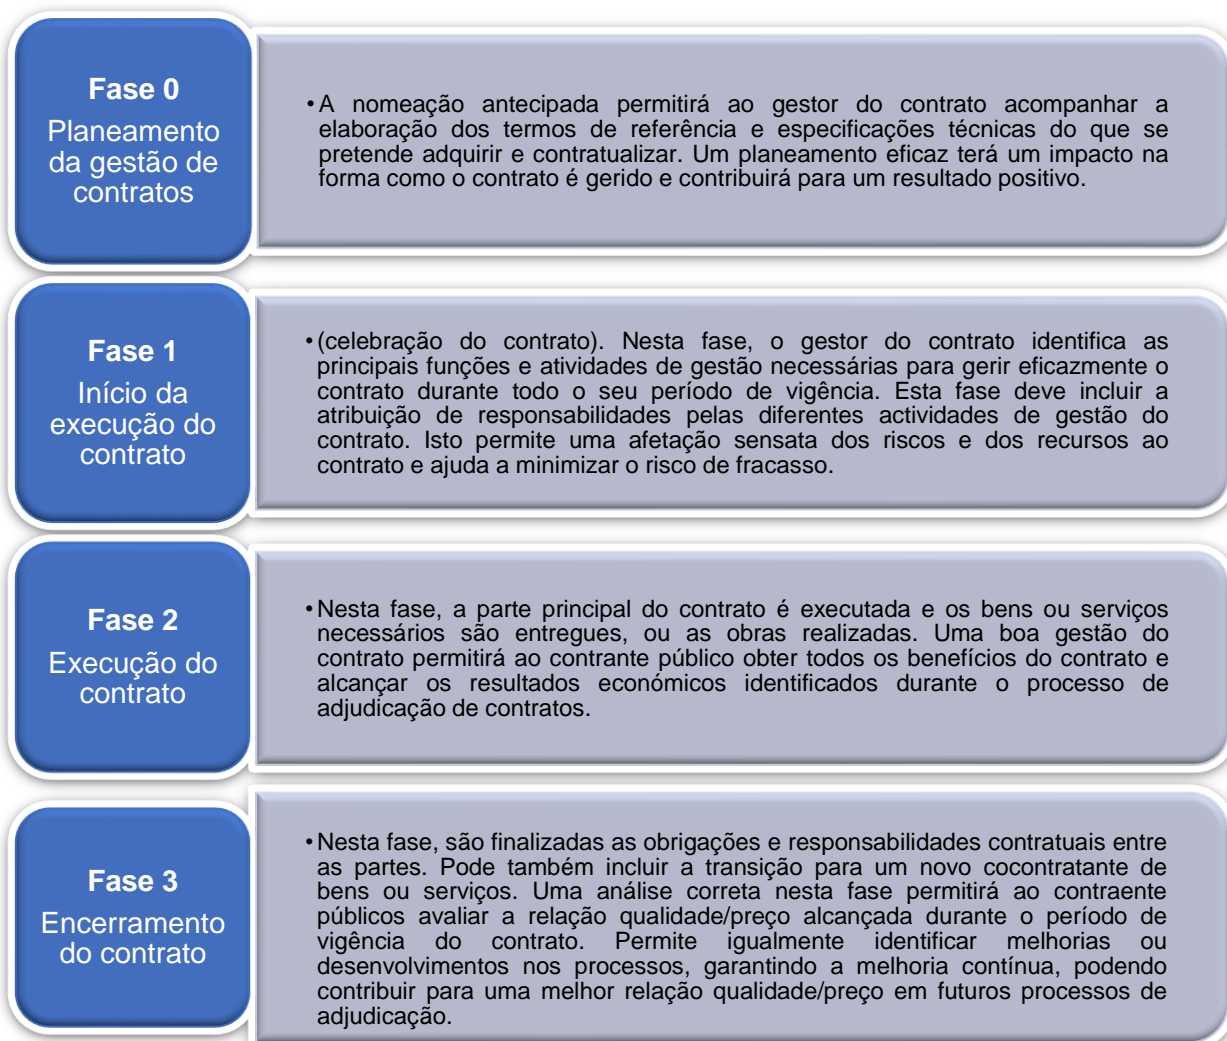 Fase 0
Planeamento
da gestão de
contratos
• A nomeação antecipada permitirá ao gestor do contrato acompanhar a
elaboração dos termos de referência e especificações técnicas do que se
pretende adquirir e contratualizar. Um planeamento eficaz terá um impacto na
forma como o contrato é gerido e contribuirá para um resultado positivo.
Fase 1
Início da
execução do
contrato
• (celebração do contrato). Nesta fase, o gestor do contrato identifica as
principais funções e atividades de gestão necessárias para gerir eficazmente o
contrato durante todo o seu período de vigência. Esta fase deve incluir a
atribuição de responsabilidades pelas diferentes actividades de gestão do
contrato. Isto permite uma afetação sensata dos riscos e dos recursos ao
contrato e ajuda a minimizar o risco de fracasso.
Fase 2
Execução do
contrato
• Nesta fase, a parte principal do contrato é executada e os bens ou serviços
necessários são entregues, ou as obras realizadas. Uma boa gestão do
contrato permitirá ao contrante público obter todos os benefícios do contrato e
alcançar os resultados económicos identificados durante o processo de
adjudicação de contratos.
Fase 3
Encerramento
do contrato
• Nesta fase, são finalizadas as obrigações e responsabilidades contratuais entre
as partes. Pode também incluir a transição para um novo cocontratante de
bens ou serviços. Uma análise correta nesta fase permitirá ao contraente
públicos avaliar a relação qualidade/preço alcançada durante o período de
vigência do contrato. Permite igualmente identificar melhorias ou
desenvolvimentos nos processos, garantindo a melhoria contínua, podendo
contribuir para uma melhor relação qualidade/preço em futuros processos de
adjudicação.